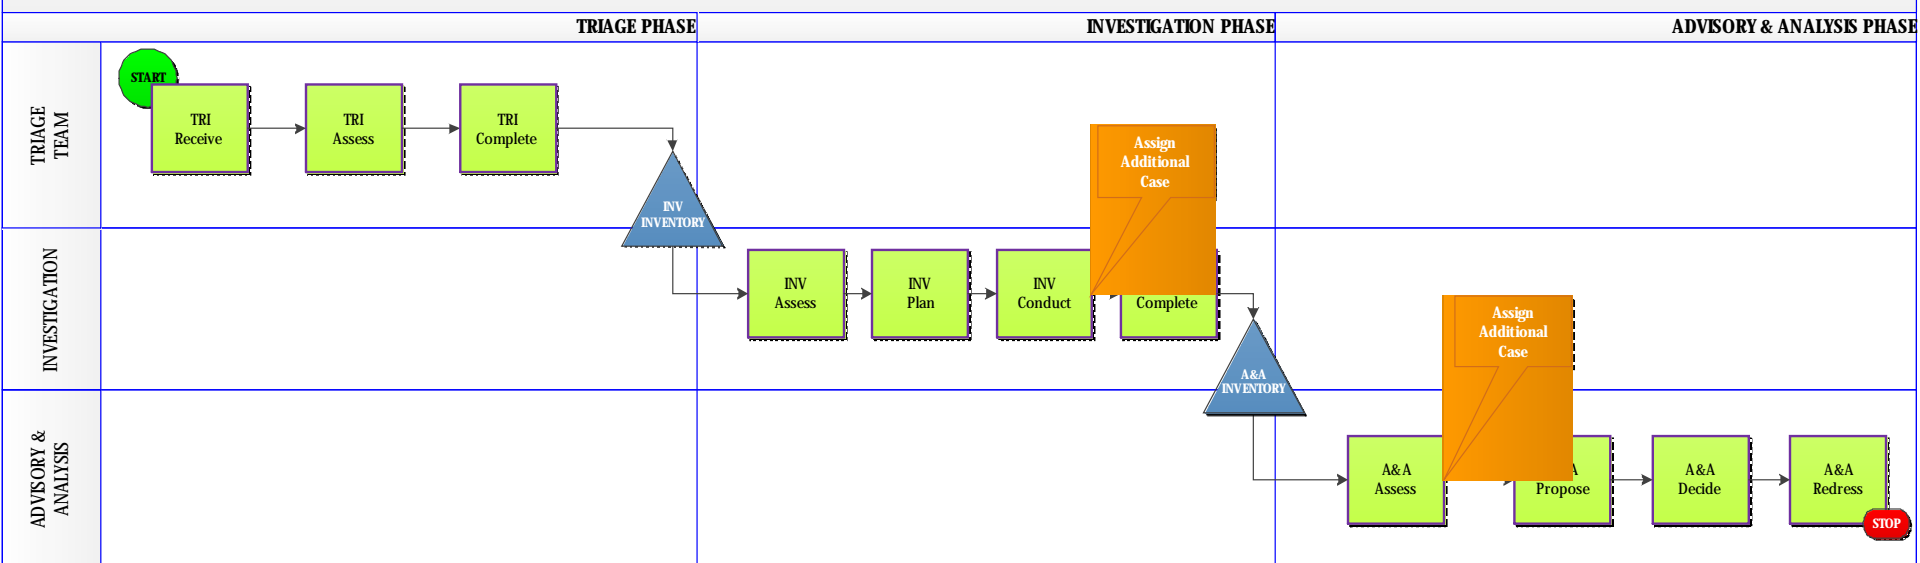 TRIAGE PHASE
INVESTIGATION PHASE
ADVISORY & ANALYSIS PHASE
TRIAGE
TEAM
START
TRI
Receive
TRI
Assess
TRI
Complete
INV
INVENTORY
Assign
Additional
Case
INVESTIGATION
INV
Assess
INV
Plan
INV
Conduct
Complete
A&A
INVENTORY
Assign
Additional
Case
ADVISORY &
ANALYSIS
A&A
Assess
A
Propose
A&A
Decide
A&A
Redress
STOP